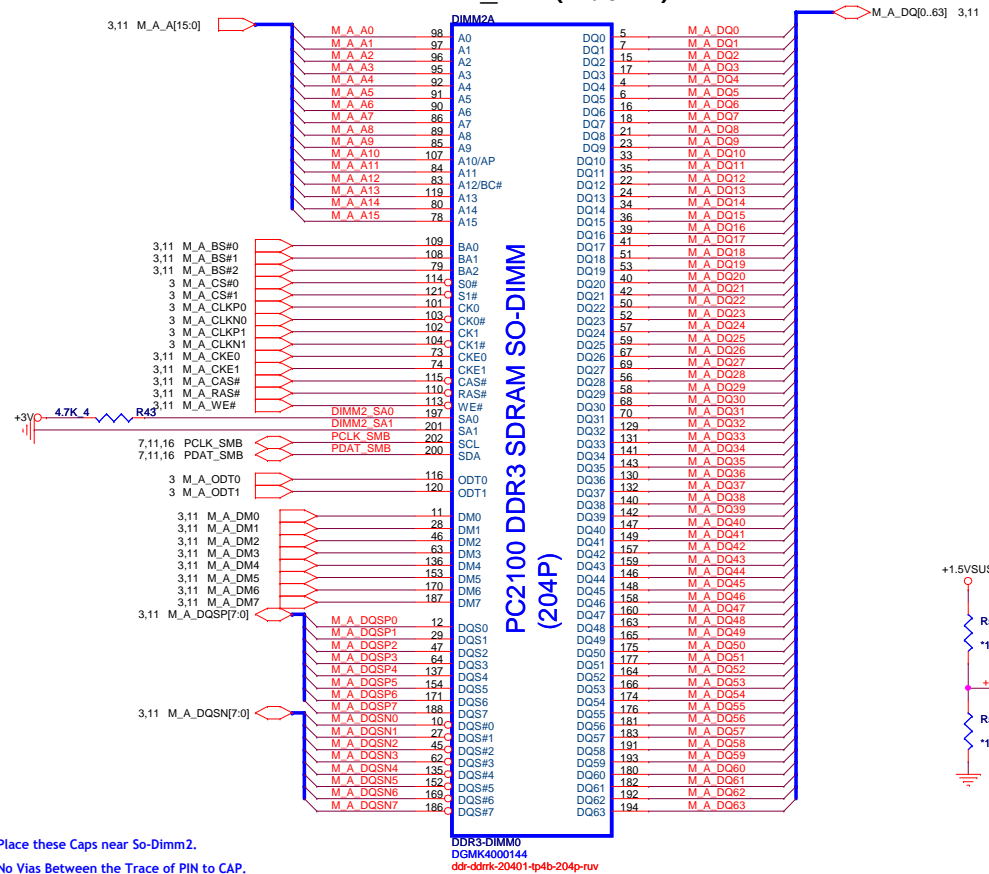 DIMM2A
3,11 M_A_A[15:0]
M_A_DQ[0..63] 3,11
M_A_A0 98 A0
M_A_A1 97 A1
M_A_A2 96 A2
M_A_A3 95 A3
M_A_A4 92 A4
M_A_A5 91 A5
M_A_A6 90 A6
M_A_A7 86 A7
M_A_A8 89 A8
M_A_A9 85 A9
M_A_A10 107 A10/AP
M_A_A11 84 A11
M_A_A12 83 A12/BC#
M_A_A13 119 A13
M_A_A14 80 A14
M_A_A15 78 A15
3,11 M_A_BS#0 109 BA0
3,11 M_A_BS#1 108 BA1
3,11 M_A_BS#2 79 BA2
3 M_A_CS#0 114 S0#
3 M_A_CS#1 121 S1#
3 M_A_CLKP0 101 CK0
3 M_A_CLKN0 103 CK0#
3 M_A_CLKP1 102 CK1
3 M_A_CLKN1 104 CK1#
3,11 M_A_CKE0 73 CKE0
3,11 M_A_CKE1 74 CKE1
3,11 M_A_CAS# 115 CAS#
3,11 M_A_RAS# 110 RAS#
3,11 M_A_WE# 113 WE#
+3V 4.7K_4 R43 DIMM2_SA0 197 SA0
DIMM2_SA1 201 SA1
7,11,16 PCLK_SMB PCLK_SMB 202 SCL
7,11,16 PDAT_SMB PDAT_SMB 200 SDA
3 M_A_ODT0 116 ODT0
3 M_A_ODT1 120 ODT1
3,11 M_A_DM0 11 DM0
3,11 M_A_DM1 28 DM1
3,11 M_A_DM2 46 DM2
3,11 M_A_DM3 63 DM3
3,11 M_A_DM4 136 DM4
3,11 M_A_DM5 153 DM5
3,11 M_A_DM6 170 DM6
3,11 M_A_DM7 187 DM7
3,11 M_A_DQSP[7:0]
M_A_DQSP0 12 DQS0
M_A_DQSP1 29 DQS1
M_A_DQSP2 47 DQS2
M_A_DQSP3 64 DQS3
M_A_DQSP4 137 DQS4
M_A_DQSP5 154 DQS5
M_A_DQSP6 171 DQS6
M_A_DQSP7 188 DQS7
3,11 M_A_DQSN[7:0]
M_A_DQSN0 10 DQS#0
M_A_DQSN1 27 DQS#1
M_A_DQSN2 45 DQS#2
M_A_DQSN3 62 DQS#3
M_A_DQSN4 135 DQS#4
M_A_DQSN5 152 DQS#5
M_A_DQSN6 169 DQS#6
M_A_DQSN7 186 DQS#7
PC2100 DDR3 SDRAM SO-DIMM
(204P)
DQ0 5 M_A_DQ0
DQ1 7 M_A_DQ1
DQ2 15 M_A_DQ2
DQ3 17 M_A_DQ3
DQ4 4 M_A_DQ4
DQ5 6 M_A_DQ5
DQ6 16 M_A_DQ6
DQ7 18 M_A_DQ7
DQ8 21 M_A_DQ8
DQ9 23 M_A_DQ9
DQ10 33 M_A_DQ10
DQ11 35 M_A_DQ11
DQ12 22 M_A_DQ12
DQ13 24 M_A_DQ13
DQ14 34 M_A_DQ14
DQ15 36 M_A_DQ15
DQ16 39 M_A_DQ16
DQ17 41 M_A_DQ17
DQ18 51 M_A_DQ18
DQ19 53 M_A_DQ19
DQ20 40 M_A_DQ20
DQ21 42 M_A_DQ21
DQ22 50 M_A_DQ22
DQ23 52 M_A_DQ23
DQ24 57 M_A_DQ24
DQ25 59 M_A_DQ25
DQ26 67 M_A_DQ26
DQ27 69 M_A_DQ27
DQ28 56 M_A_DQ28
DQ29 58 M_A_DQ29
DQ30 68 M_A_DQ30
DQ31 70 M_A_DQ31
DQ32 129 M_A_DQ32
DQ33 131 M_A_DQ33
DQ34 141 M_A_DQ34
DQ35 143 M_A_DQ35
DQ36 130 M_A_DQ36
DQ37 132 M_A_DQ37
DQ38 140 M_A_DQ38
DQ39 142 M_A_DQ39
DQ40 147 M_A_DQ40
DQ41 149 M_A_DQ41
DQ42 157 M_A_DQ42
DQ43 159 M_A_DQ43
DQ44 146 M_A_DQ44
DQ45 148 M_A_DQ45
DQ46 158 M_A_DQ46
DQ47 160 M_A_DQ47
DQ48 163 M_A_DQ48
DQ49 165 M_A_DQ49
DQ50 175 M_A_DQ50
DQ51 177 M_A_DQ51
DQ52 164 M_A_DQ52
DQ53 166 M_A_DQ53
DQ54 174 M_A_DQ54
DQ55 176 M_A_DQ55
DQ56 181 M_A_DQ56
DQ57 183 M_A_DQ57
DQ58 191 M_A_DQ58
DQ59 193 M_A_DQ59
DQ60 180 M_A_DQ60
DQ61 182 M_A_DQ61
DQ62 192 M_A_DQ62
DQ63 194 M_A_DQ63
DDR3-DIMM0
DGMK4000144
ddr-ddrrk-20401-tp4b-204p-ruv
Place these Caps near So-Dimm2.
No Vias Between the Trace of PIN to CAP.
+1.5VSUS